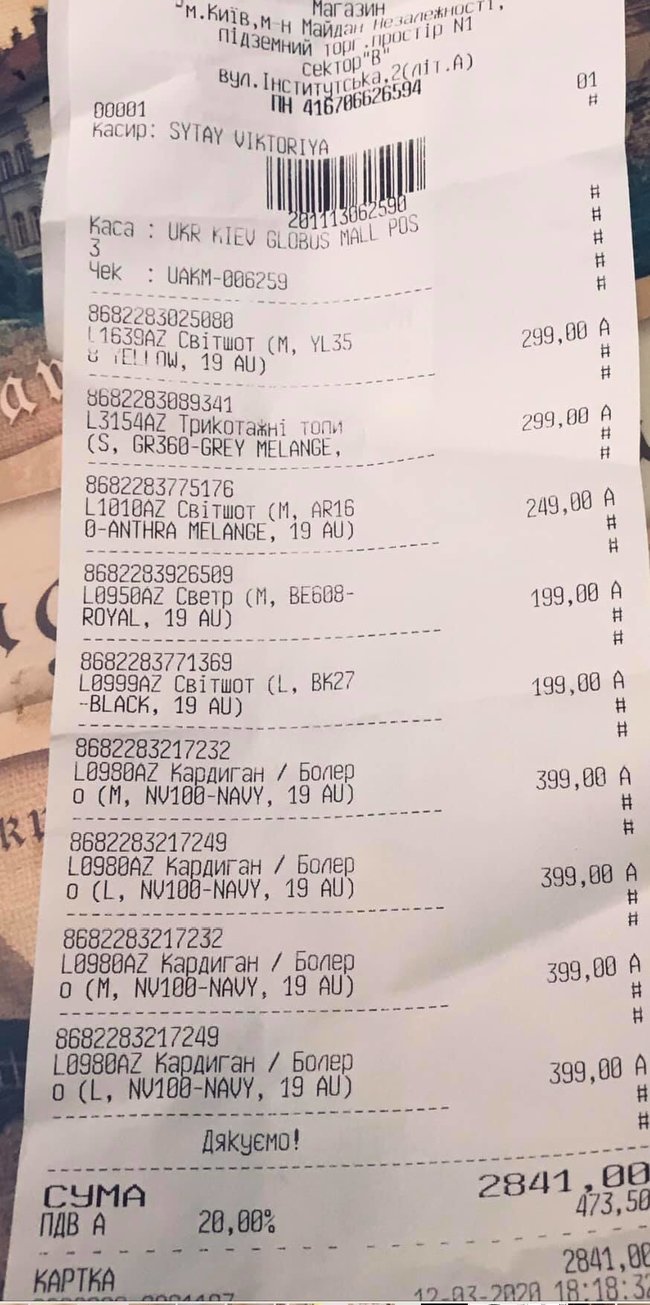 Магазин
"м.Київ,м-н Майдан Незалежності,
підземний торг.простір N1
сектор"В"
вул.Інститутська,2(літ.А)
ПН 416706626594
00001 01
Касир: SYTAY VIKTORIYA #
201113062590
#
Каса : UKR KIEV GLOBUS MALL POS #
3 #
#
Чек : UAKM-006259 #
8682283025080
L1639AZ Світшот (M, YL35 299,00 А
8 YELLOW, 19 AU) #
#
8682283089341
L3154AZ Трикотажні топи 299,00 А
(S, GR360-GREY MELANGE, #
#
8682283775176
L1010AZ Світшот (M, AR16 249,00 А
0-ANTHRA MELANGE, 19 AU) #
#
8682283926509
L0950AZ Светр (M, BE608- 199,00 А
ROYAL, 19 AU) #
#
8682283771369
L0999AZ Світшот (L, BK27 199,00 А
-BLACK, 19 AU) #
#
8682283217232
L0980AZ Кардиган / Болер 399,00 А
о (M, NV100-NAVY, 19 AU) #
#
8682283217249
L0980AZ Кардиган / Болер 399,00 А
о (L, NV100-NAVY, 19 AU) #
#
8682283217232
L0980AZ Кардиган / Болер 399,00 А
о (M, NV100-NAVY, 19 AU) #
#
8682283217249
L0980AZ Кардиган / Болер 399,00 А
о (L, NV100-NAVY, 19 AU) #
#
Дякуємо!
СУМА 2841,00
ПДВ А 20,00% 473,50
КАРТКА 2841,00
12-03-2020 18:18:32